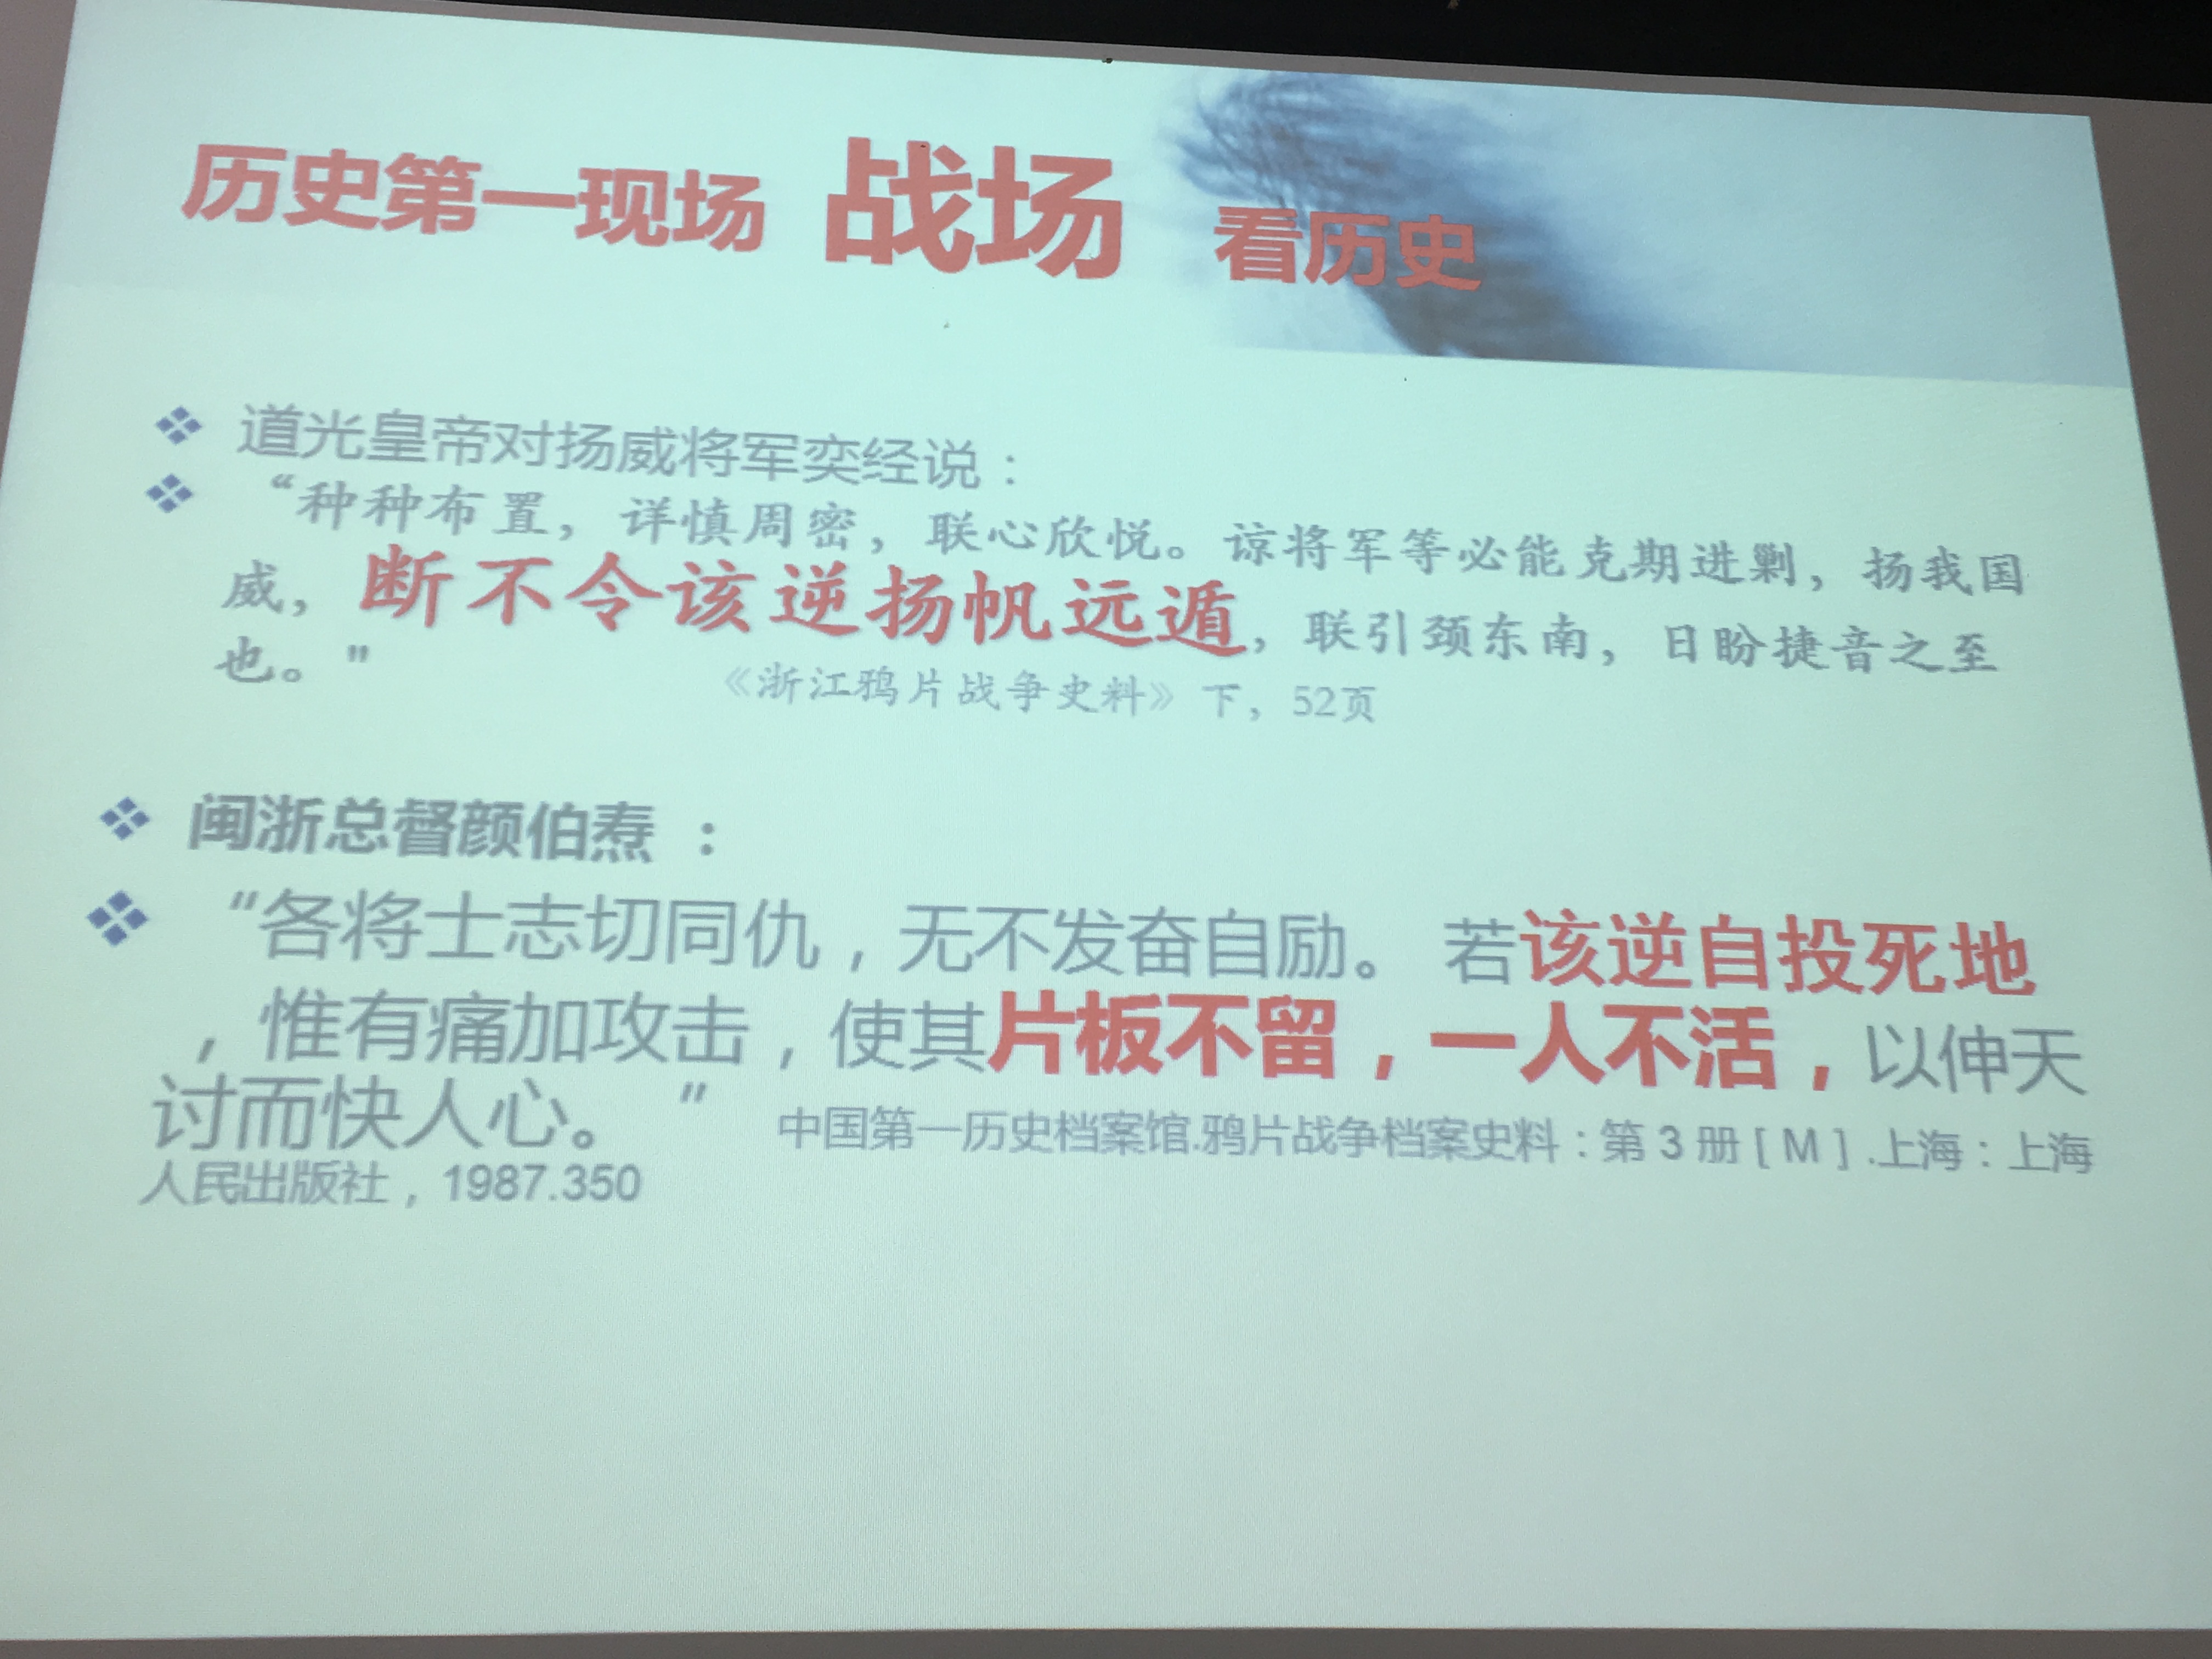 历史第一现场 战场 看历史
道光皇帝对扬威将军奕经说：
“种种布置，详慎周密，联心欣悦。谅将军等必能克期进剿，扬我国
威，断不令该逆扬帆远遁，联引颈东南，日盼捷音之至
也。"
《浙江鸦片战争史料》下，52页
闽浙总督颜伯焘 ：
“各将士志切同仇，无不发奋自励。 若该逆自投死地
，惟有痛加攻击，使其片板不留，一人不活，以伸天
讨而快人心。 ” 中国第一历史档案馆.鸦片战争档案史料：第 3 册 [ M ] .上海：上海
人民出版社，1987.350